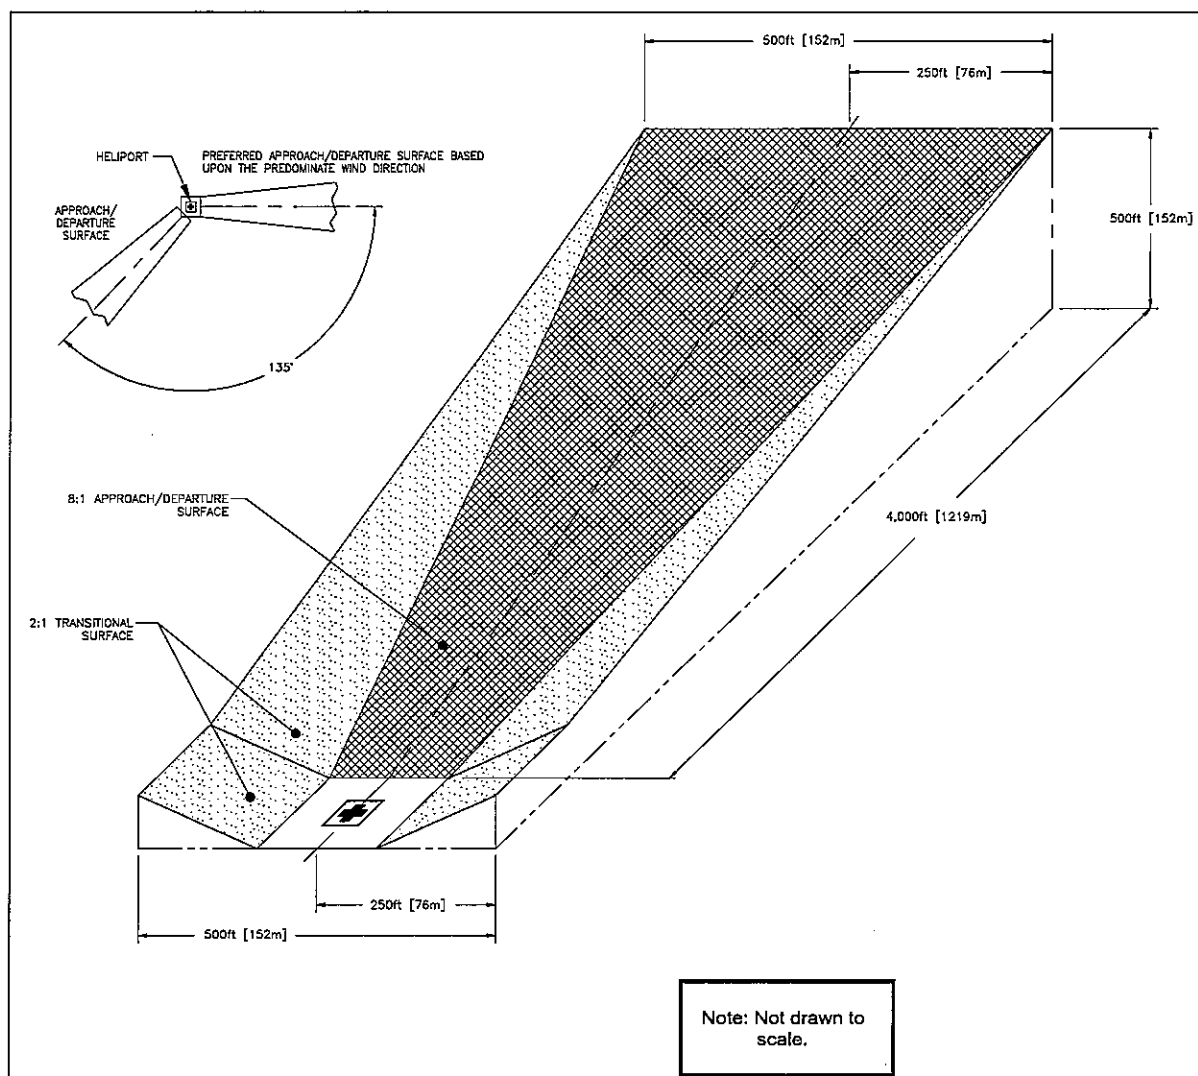 500ft [152m]
250ft [76m]
HELIPORT
PREFERRED APPROACH/DEPARTURE SURFACE BASED
UPON THE PREDOMINATE WIND DIRECTION
APPROACH/
DEPARTURE
SURFACE
500ft [152m]
135°
8:1 APPROACH/DEPARTURE
SURFACE
4,000ft [1219m]
2:1 TRANSITIONAL
SURFACE
250ft [76m]
500ft [152m]
Note: Not drawn to
scale.